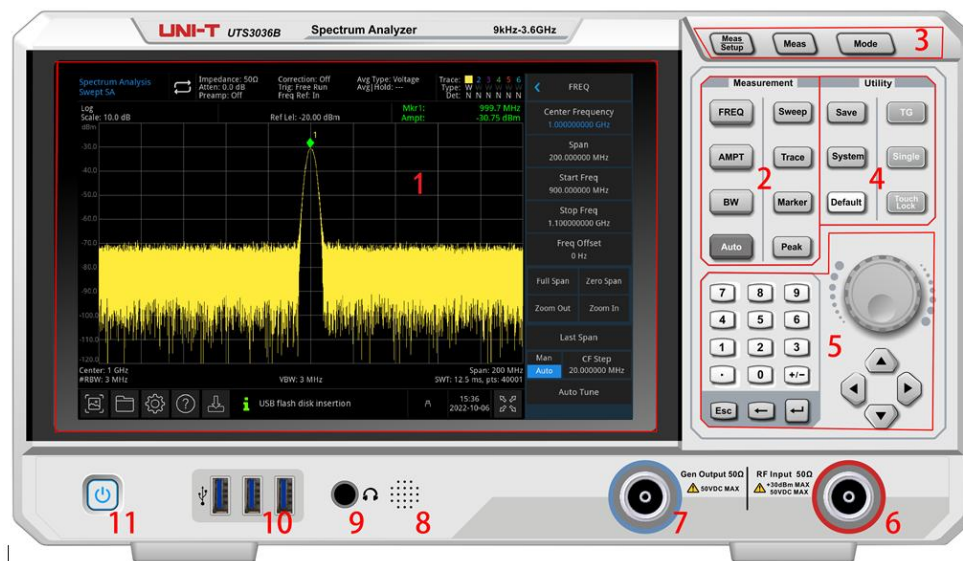 UNI-T UTS3036B Spectrum Analyzer 9kHz-3.6GHz
Spectrum Analysis
Swept SA
Impedance: 50Ω
Atten: 0.0 dB
Preamp: Off
Correction: Off
Trig: Free Run
Freq Ref: In
Avg Type: Voltage
Avg|Hold: ---
Trace: 2 3 4 5 6
Type: W W W W W W
Det: N N N N N N
Log
Scale: 10.0 dB
Ref Lel: -20.00 dBm
Mkr1: 999.7 MHz
Ampt: -30.75 dBm
dBm
1
-30.0
-40.0
-50.0
-60.0
-70.0
-80.0
-90.0
-100.0
-110.0
-120.0
1
Center: 1 GHz
#RBW: 3 MHz
VBW: 3 MHz
Span: 200 MHz
SWT: 12.5 ms, pts: 40001
USB flash disk insertion
15:36
2022-10-06
FREQ
Center Frequency
1.000000000 GHz
Span
200.000000 MHz
Start Freq
900.000000 MHz
Stop Freq
1.100000000 GHz
Freq Offset
0 Hz
Full Span Zero Span
Zoom Out Zoom In
Last Span
Man
Auto
CF Step
20.000000 MHz
Auto Tune
Meas
Setup
Meas
Mode
3
Measurement
Utility
FREQ Sweep Save TG
AMPT Trace System Single
2
4
BW Marker Default Touch
Lock
Auto Peak
7 8 9
4 5 6
1 2 3
. 0 +/−
Esc
5
11
10
9
8
7
Gen Output 50Ω
50VDC MAX
RF Input 50Ω
+30dBm MAX
50VDC MAX
6